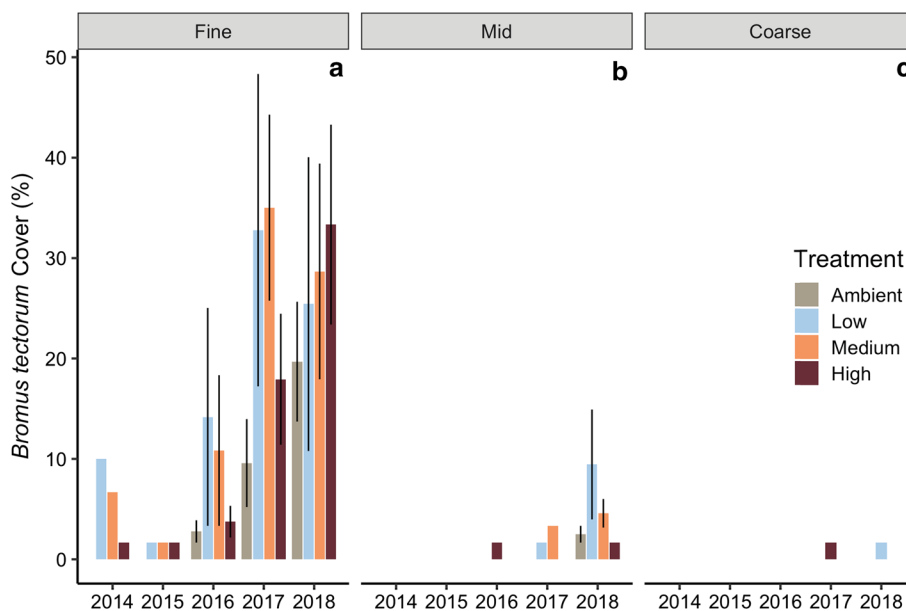 Fine Mid Coarse
a b c
Bromus tectorum Cover (%)
50
40
30
20
10
0
Treatment
Ambient
Low
Medium
High
2014 2015 2016 2017 2018 2014 2015 2016 2017 2018 2014 2015 2016 2017 2018